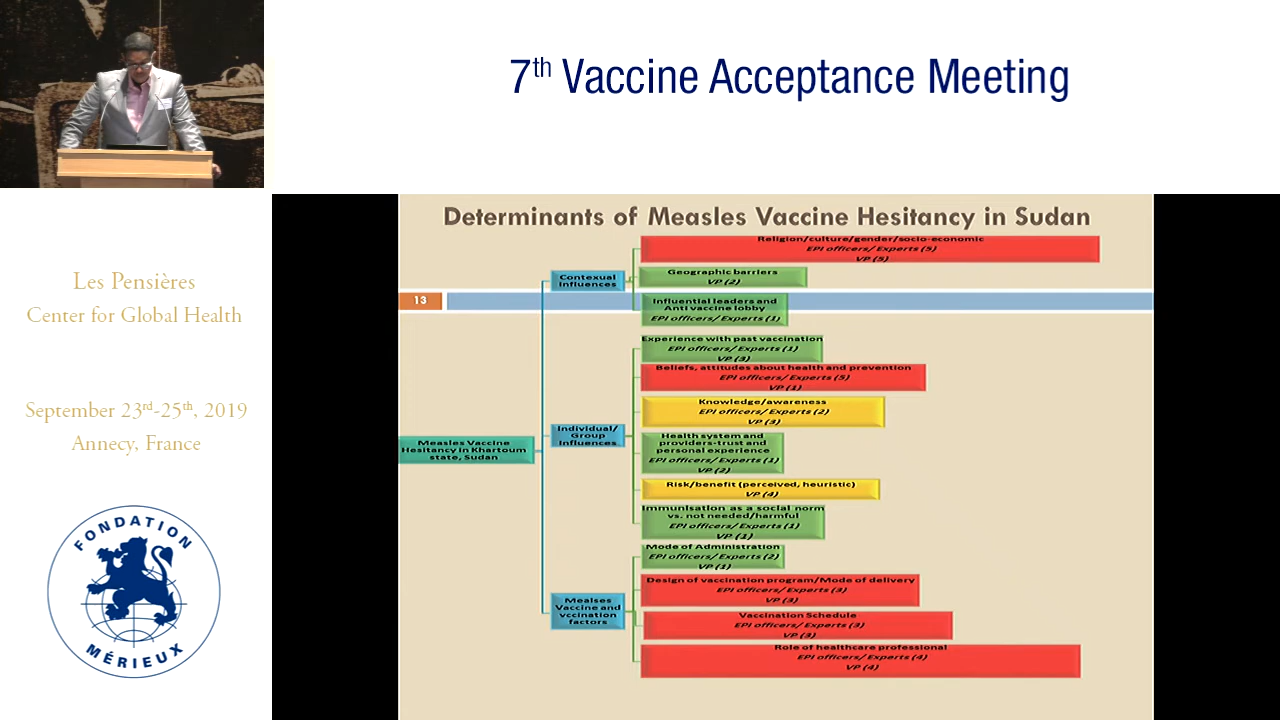 7th Vaccine Acceptance Meeting
Les Pensières
Center for Global Health
September 23rd-25th, 2019
Annecy, France
FONDATION
MÉRIEUX
Determinants of Measles Vaccine Hesitancy in Sudan
13
Measles Vaccine
Hesitancy in Khartoum
state, Sudan
Contexual
Influences
Religion/culture/gender/socio-economic
EPI officers/Experts (5)
VP (5)
Geographic barriers
VP (2)
Influential leaders and
Anti vaccine lobby
EPI officers/ Experts (1)
Individual/
Group
Influences
Experience with past vaccination
EPI officers/ Experts (1)
VP (3)
Beliefs, attitudes about health and prevention
EPI officers/ Experts (5)
VP (1)
Knowledge/awareness
EPI officers/ Experts (2)
VP (3)
Health system and
providers-trust and
personal experience
EPI officers/ Experts (1)
VP (2)
Risk/benefit (perceived, heuristic)
VP (4)
Immunisation as a social norm
vs. not needed/harmful
EPI officers/ Experts (1)
VP (1)
Mealses
Vaccine and
vccination
factors
Mode of Administration
EPI officers/ Experts (2)
VP (1)
Design of vaccination program/Mode of delivery
EPI officers/ Experts (3)
VP (3)
Vaccination Schedule
EPI officers/ Experts (3)
VP (3)
Role of healthcare professional
EPI officers/ Experts (4)
VP (4)